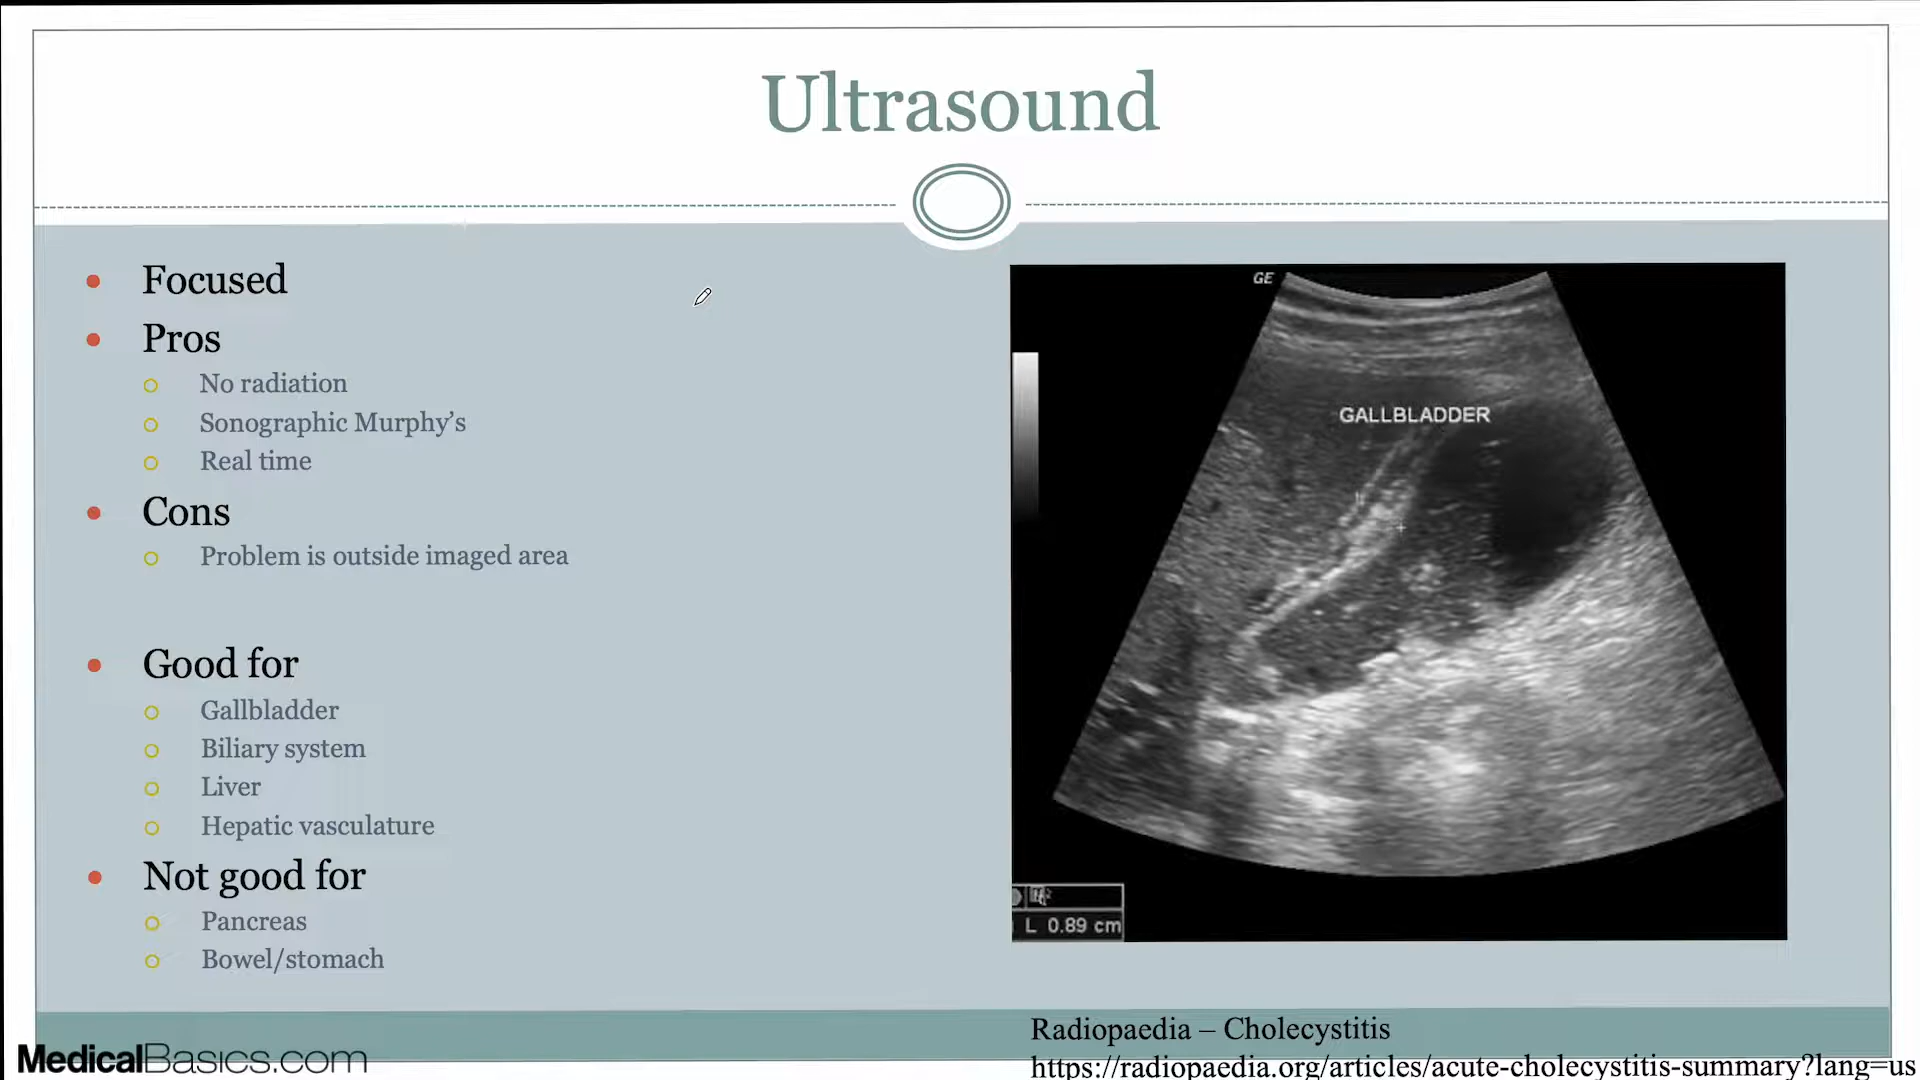 Ultrasound
Focused
Pros
No radiation
Sonographic Murphy's
Real time
Cons
Problem is outside imaged area
Good for
Gallbladder
Biliary system
Liver
Hepatic vasculature
Not good for
Pancreas
Bowel/stomach
GE
GALLBLADDER
L 0.89 cm
Radiopaedia – Cholecystitis
https://radiopaedia.org/articles/acute-cholecystitis-summary?lang=us
MedicalBasics.com